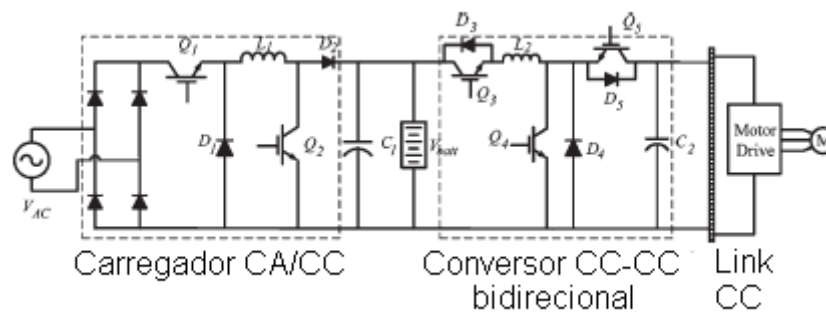 Q1
L1
D2
D3
L2
Q5
Q3
D5
D1
Q2
C1
Vbatt
Q4
D4
C2
Motor
Drive
M
VAC
Carregador CA/CC
Conversor CC-CC
bidirecional
Link
CC